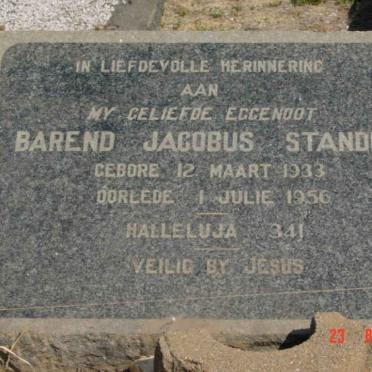 IN LIEFDEVOLLE HERINNERING
AAN
MY GELIEFDE EGGENOOT
BAREND JACOBUS STAND
GEBORE 12 MAART 1933
OORLEDE 1 JULIE 1956
HALLELUJA 341
VEILIG BY JESUS
23